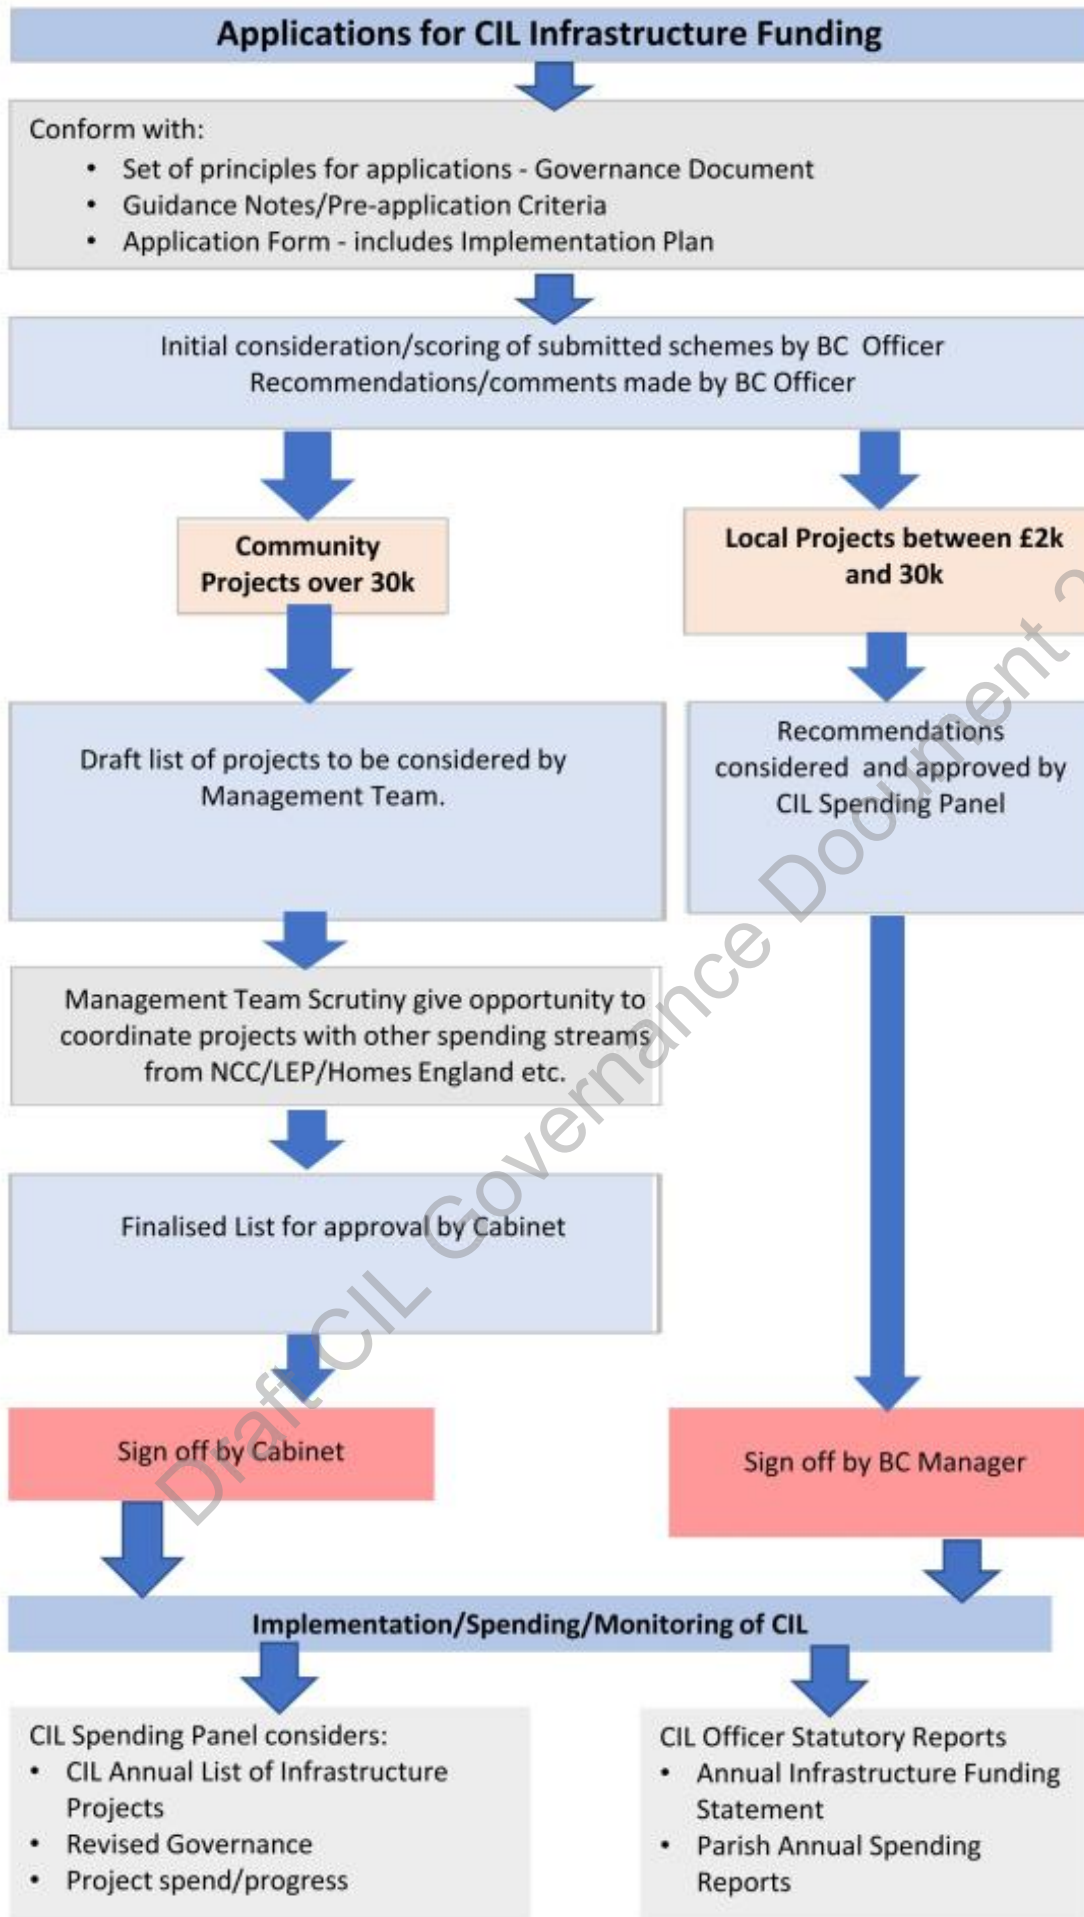 Applications for CIL Infrastructure Funding
Conform with:
• Set of principles for applications - Governance Document
• Guidance Notes/Pre-application Criteria
• Application Form - includes Implementation Plan
Initial consideration/scoring of submitted schemes by BC Officer
Recommendations/comments made by BC Officer
Community
Projects over 30k
Local Projects between £2k
and 30k
Draft list of projects to be considered by
Management Team.
Recommendations
considered and approved by
CIL Spending Panel
Management Team Scrutiny give opportunity to
coordinate projects with other spending streams
from NCC/LEP/Homes England etc.
Finalised List for approval by Cabinet
Sign off by Cabinet
Sign off by BC Manager
Implementation/Spending/Monitoring of CIL
CIL Spending Panel considers:
• CIL Annual List of Infrastructure
Projects
• Revised Governance
• Project spend/progress
CIL Officer Statutory Reports
• Annual Infrastructure Funding
Statement
• Parish Annual Spending
Reports
Draft CIL Governance Document